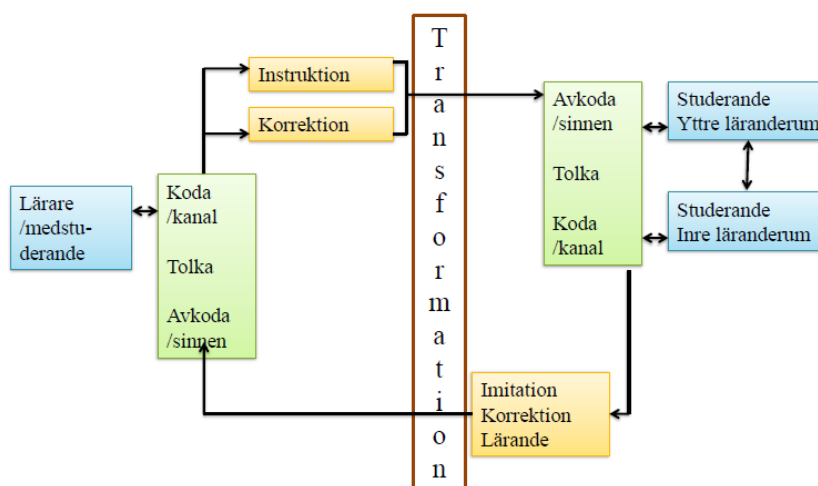 Lärare
/medstu-
derande
Koda
/kanal
Tolka
Avkoda
/sinnen
Instruktion
Korrektion
Transformation
Avkoda
/sinnen
Tolka
Koda
/kanal
Studerande
Yttre läranderum
Studerande
Inre läranderum
Imitation
Korrektion
Lärande